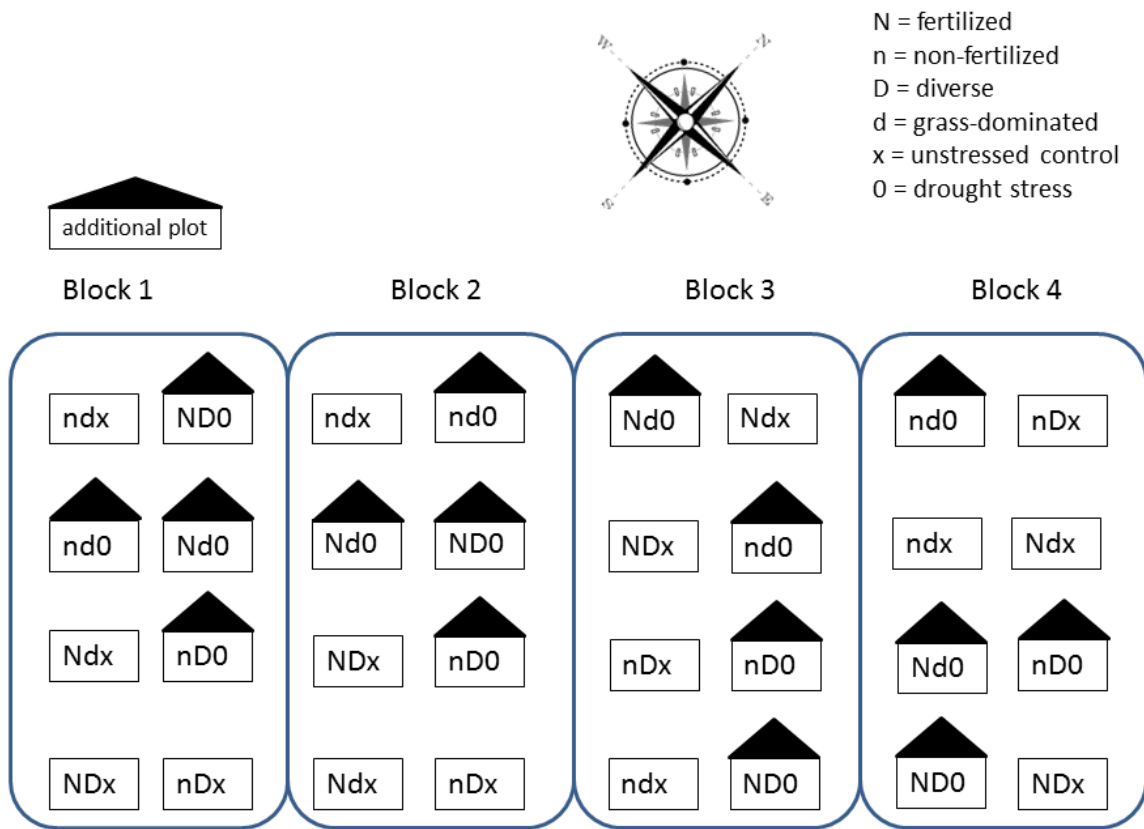 N = fertilized
n = non-fertilized
D = diverse
d = grass-dominated
x = unstressed control
0 = drought stress
W
N
S
E
additional plot
Block 1
Block 2
Block 3
Block 4
ndx ND0
nd0 Nd0
Ndx nD0
NDx nDx
ndx nd0
Nd0 ND0
NDx nD0
Ndx nDx
Nd0 Ndx
NDx nd0
nDx nD0
ndx ND0
nd0 nDx
ndx Ndx
Nd0 nD0
ND0 NDx